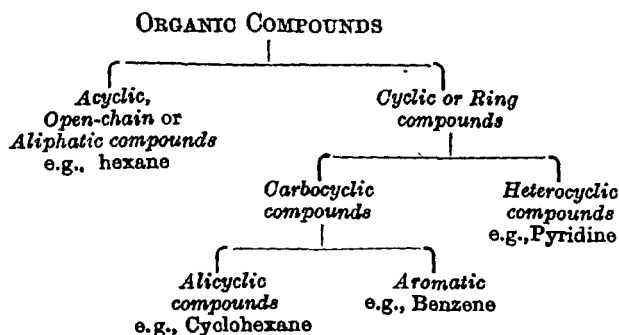 ORGANIC COMPOUNDS
Acyclic,
Open-chain or
Aliphatic compounds
e.g., hexane
Cyclic or Ring
compounds
Carbocyclic
compounds
Heterocyclic
compounds
e.g.,Pyridine
Alicyclic
compounds
e.g., Cyclohexane
Aromatic
e.g., Benzene